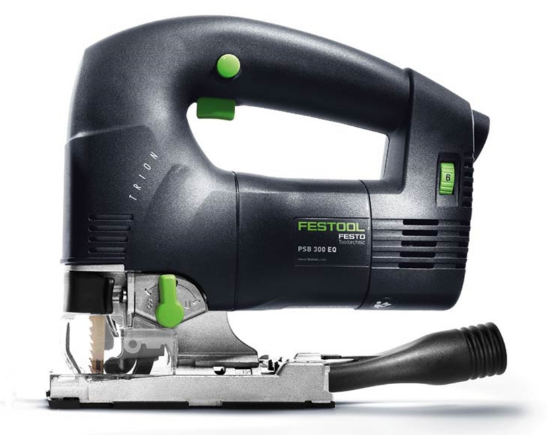 TRION
6
FESTOOL
FESTO
Tooltechnic
PSB 300 EQ